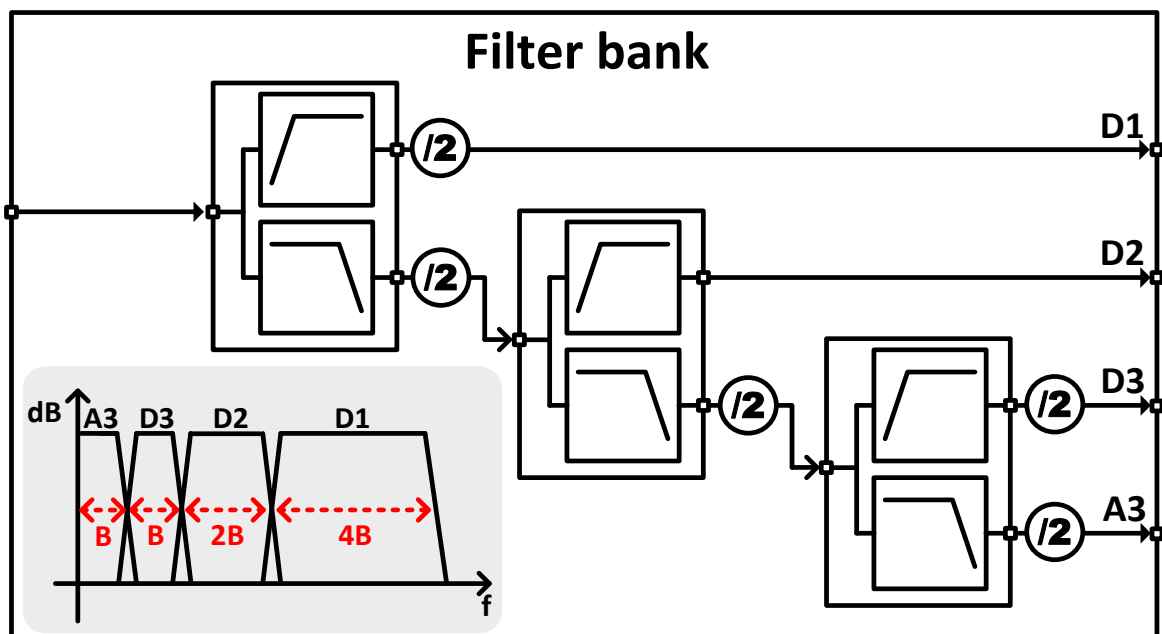 Filter bank
/2
D1
/2
D2
/2
/2
D3
/2
A3
dB
A3 D3 D2 D1
B B 2B 4B
f